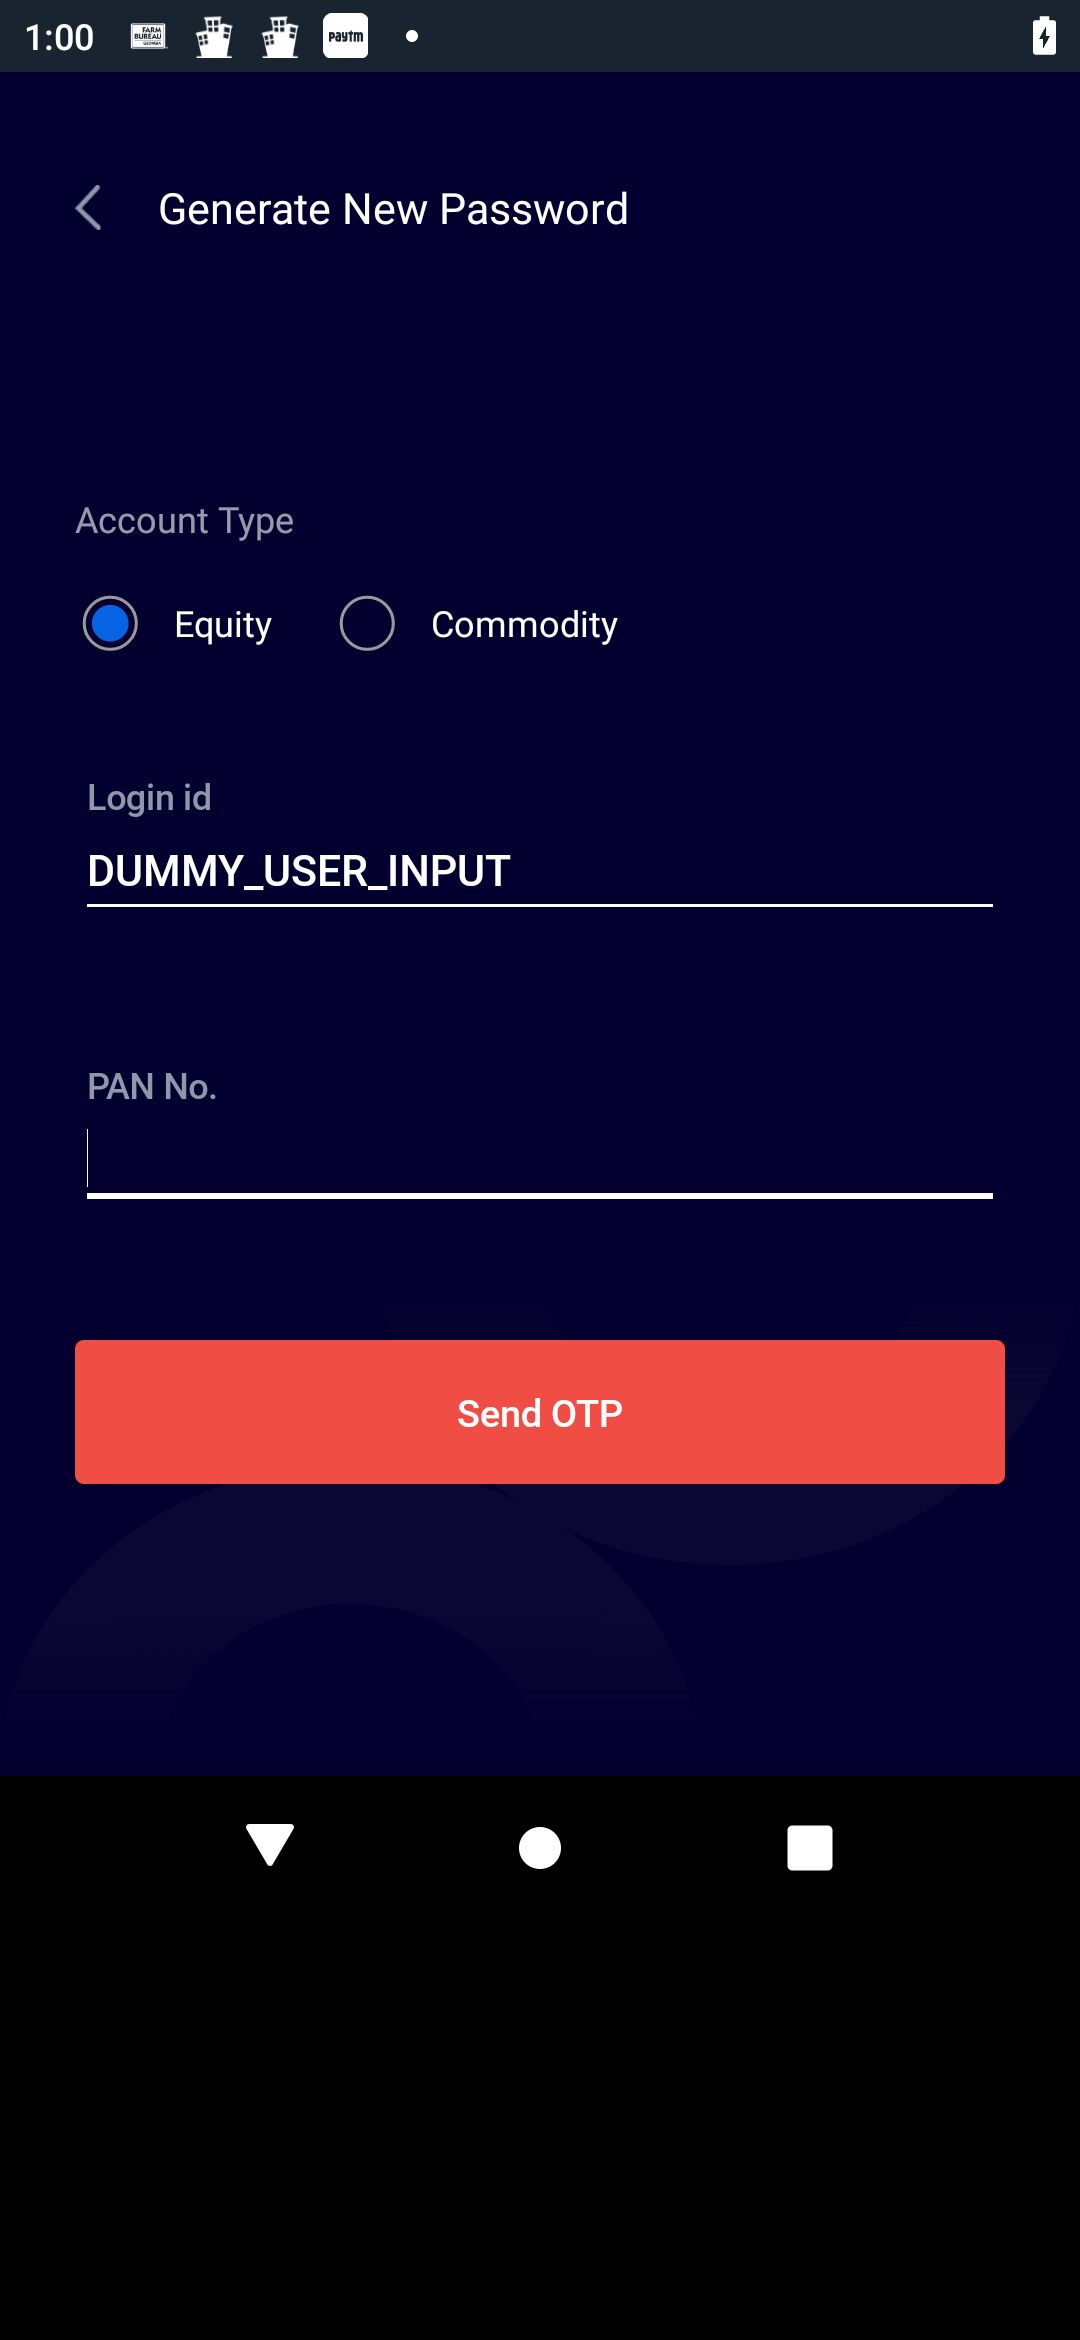 1:00 FARM BUREAU GEORGIA paytm
Generate New Password
Account Type
Equity Commodity
Login id
DUMMY_USER_INPUT
PAN No.
Send OTP